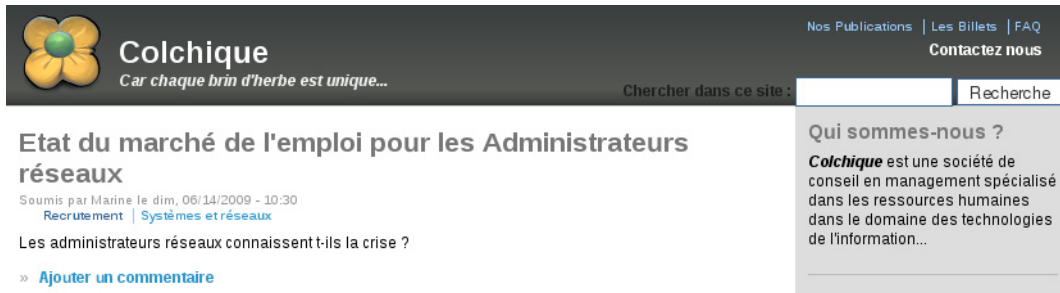 Nos Publications | Les Billets | FAQ
Colchique
Contactez nous
Car chaque brin d'herbe est unique...
Chercher dans ce site :
Recherche
Etat du marché de l'emploi pour les Administrateurs
réseaux
Soumis par Marine le dim, 06/14/2009 - 10:30
Recrutement | Systèmes et réseaux
Les administrateurs réseaux connaissent t-ils la crise ?
» Ajouter un commentaire
Qui sommes-nous ?
Colchique est une société de
conseil en management spécialisé
dans les ressources humaines
dans le domaine des technologies
de l'information...